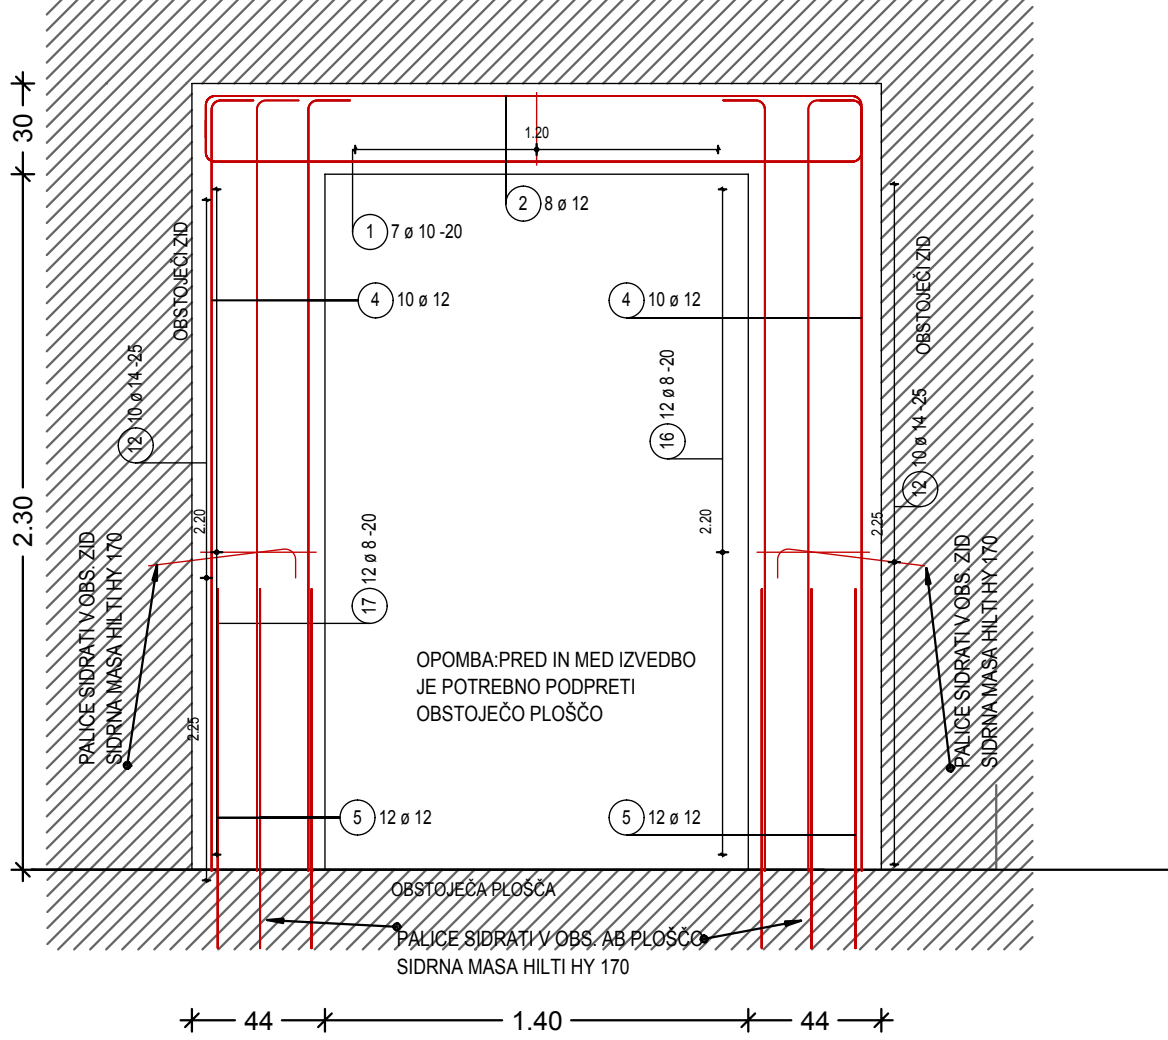 30
1.20
2 8 ø 12
1 7 ø 10 -20
OBSTOJEČI ZID
OBSTOJEČI ZID
4 10 ø 12
4 10 ø 12
12 10 ø 14 -25
16 12 ø 8 -20
12 10 ø 14 -25
2.30
2.20
2.20
2.25
17 12 ø 8 -20
PALICE SIDRATI V OBS. ZID
SIDRNA MASA HILTI HY 170
PALICE SIDRATI V OBS. ZID
SIDRNA MASA HILTI HY 170
OPOMBA:PRED IN MED IZVEDBO
JE POTREBNO PODPRETI
OBSTOJEČO PLOŠČO
2.25
5 12 ø 12
5 12 ø 12
OBSTOJEČA PLOŠČA
PALICE SIDRATI V OBS. AB PLOŠČO
SIDRNA MASA HILTI HY 170
44
1.40
44